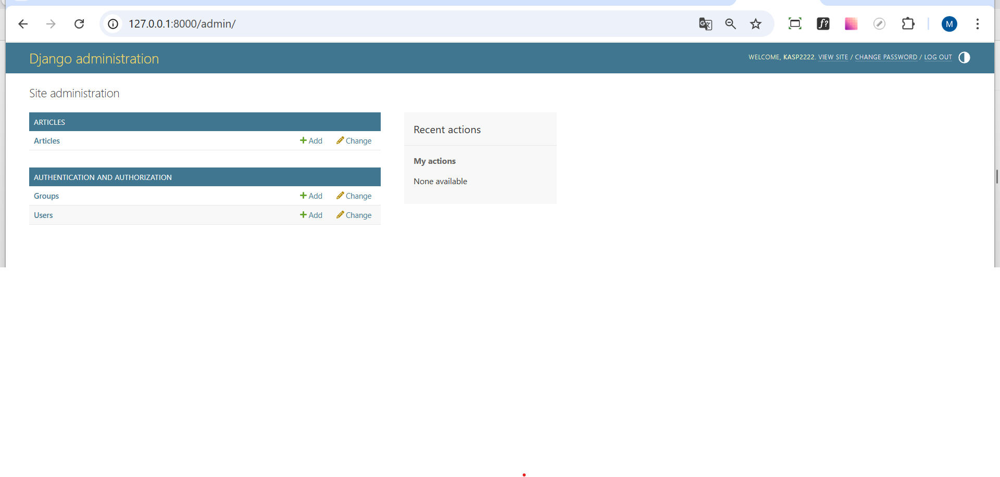 127.0.0.1:8000/admin/
f?
M
Django administration
WELCOME, KASP2222. VIEW SITE / CHANGE PASSWORD / LOG OUT
Site administration
ARTICLES
Articles Add Change
AUTHENTICATION AND AUTHORIZATION
Groups Add Change
Users Add Change
Recent actions
My actions
None available